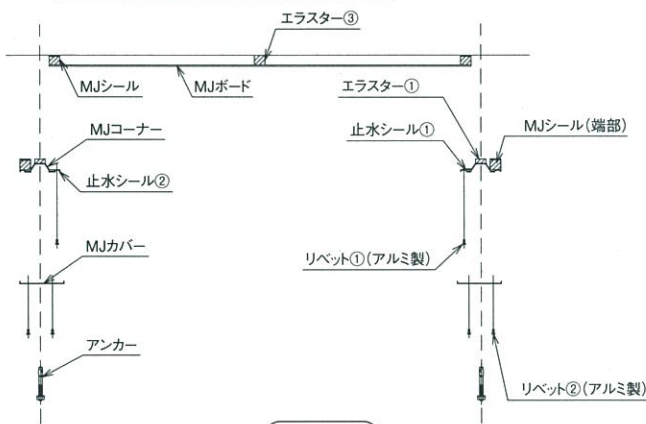 エラスター③
MJシール
MJボード
エラスター①
MJコーナー
止水シール①
MJシール(端部)
止水シール②
MJカバー
リベット①(アルミ製)
アンカー
リベット②(アルミ製)